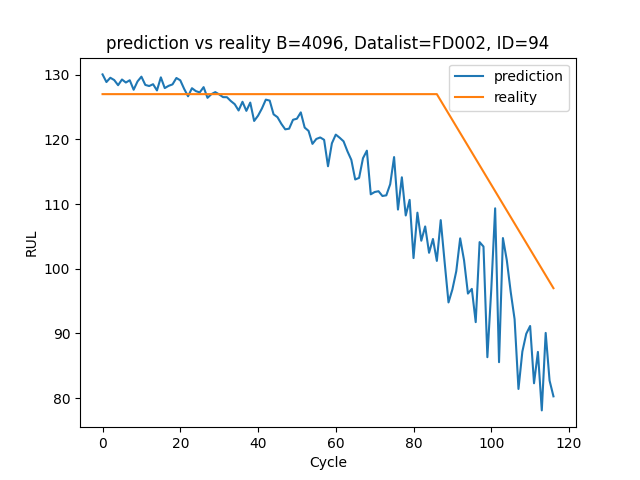 prediction vs reality B=4096, Datalist=FD002, ID=94
prediction
reality
130
120
110
100
90
80
RUL
0 20 40 60 80 100 120
Cycle